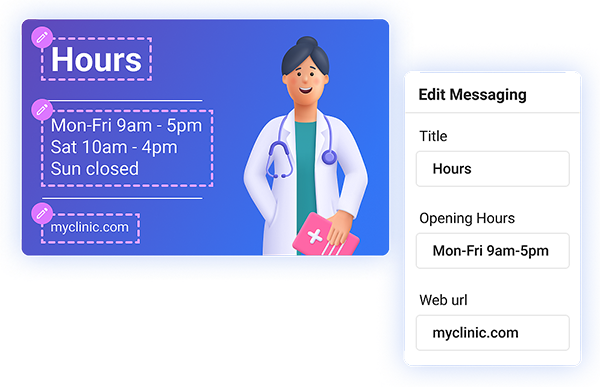 Hours
Mon-Fri 9am - 5pm
Sat 10am - 4pm
Sun closed
myclinic.com
Edit Messaging
Title
Hours
Opening Hours
Mon-Fri 9am-5pm
Web url
myclinic.com